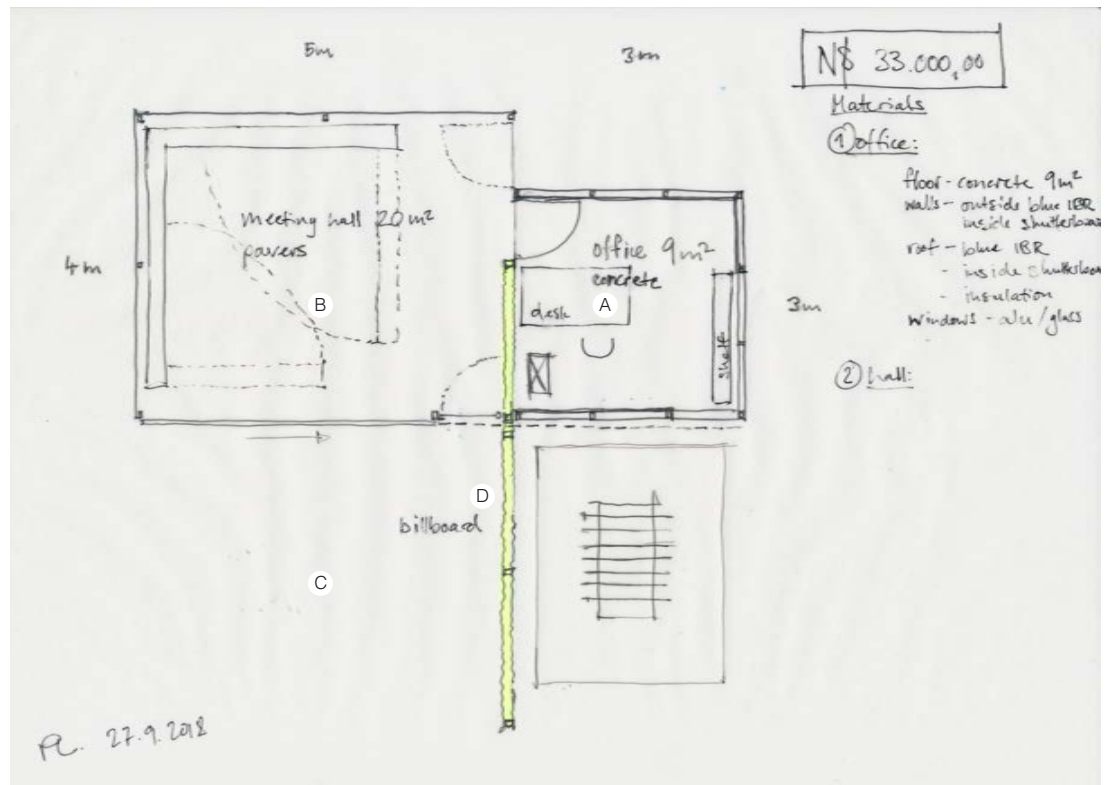 5m
3m
N$ 33.000,00
Materials
① office:
floor - concrete 9m²
walls - outside blue IBR
inside shutterboa
roof - blue IBR
- inside shutterboa
- insulation
windows - alu/glass
② hall:
4m
meeting hall 20m²
pavers
B
office 9m²
concrete
desk
A
shelf
3m
D
billboard
C
27.9.2018